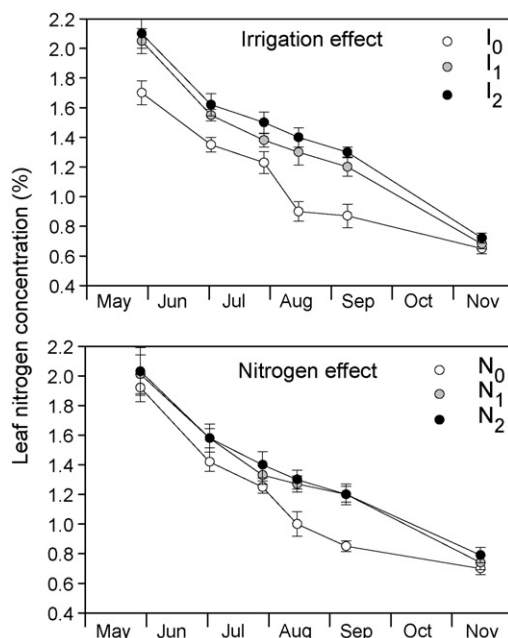 Leaf nitrogen concentration (%)
2.2
2.0
1.8
1.6
1.4
1.2
1.0
0.8
0.6
0.4
Irrigation effect
I0
I1
I2
May Jun Jul Aug Sep Oct Nov
2.2
2.0
1.8
1.6
1.4
1.2
1.0
0.8
0.6
0.4
Nitrogen effect
N0
N1
N2
May Jun Jul Aug Sep Oct Nov